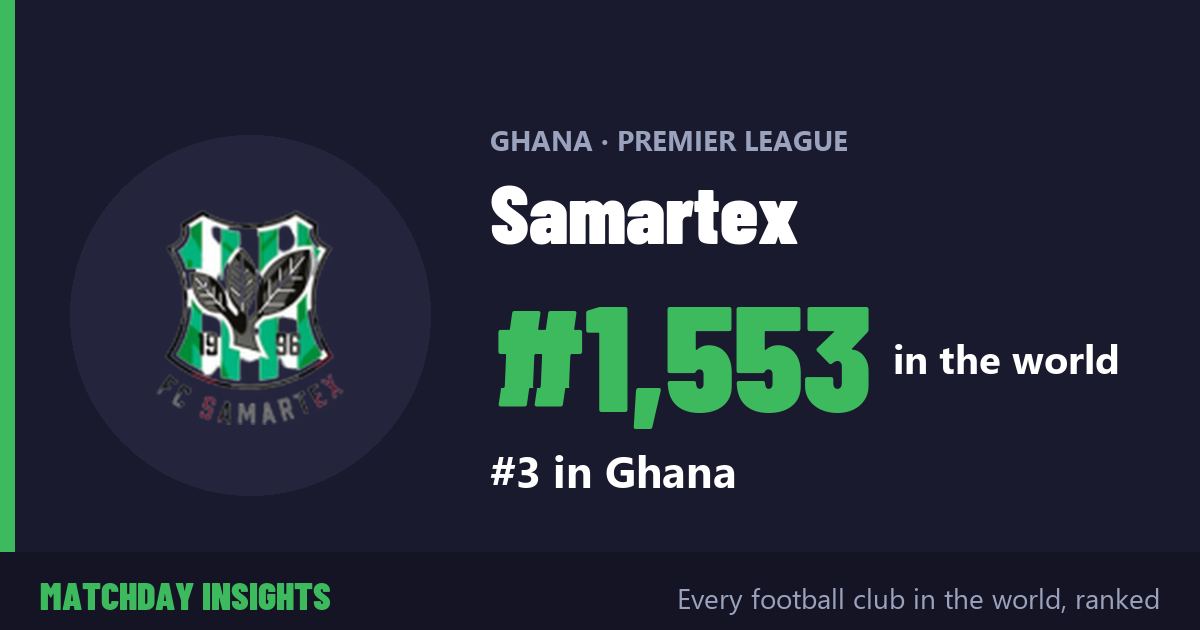 GHANA · PREMIER LEAGUE
Samartex
#1,553 in the world
#3 in Ghana
19 96
FC SAMARTEX
MATCHDAY INSIGHTS
Every football club in the world, ranked